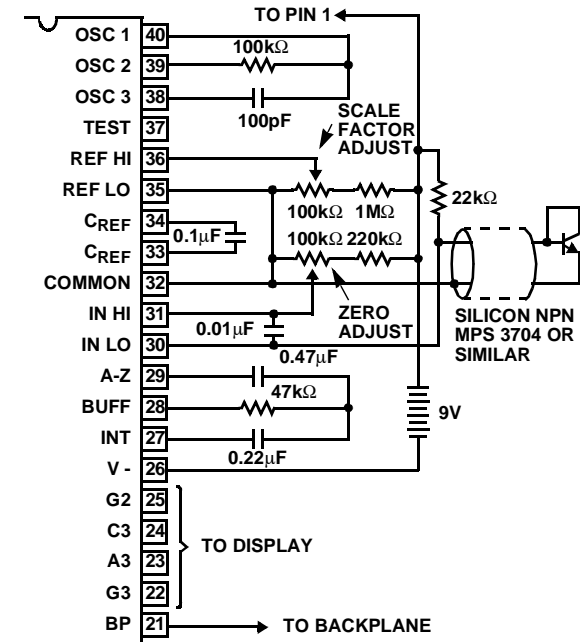 TO PIN 1
OSC 1 40
100kΩ
OSC 2 39
OSC 3 38
100pF
TEST 37
SCALE
FACTOR
ADJUST
REF HI 36
REF LO 35
100kΩ 1MΩ
22kΩ
CREF 34
0.1µF
CREF 33
100kΩ 220kΩ
COMMON 32
IN HI 31
ZERO
ADJUST
0.01µF
IN LO 30
SILICON NPN
MPS 3704 OR
SIMILAR
0.47µF
A-Z 29
47kΩ
BUFF 28
9V
INT 27
0.22µF
V - 26
G2 25
C3 24
TO DISPLAY
A3 23
G3 22
BP 21
TO BACKPLANE